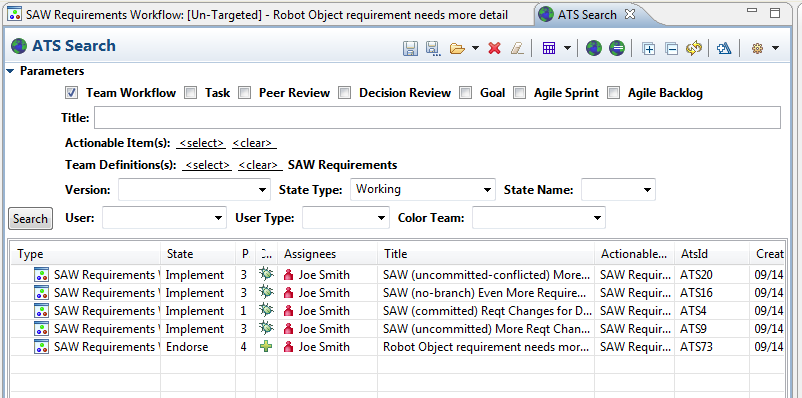 SAW Requirements Workflow: [Un-Targeted] - Robot Object requirement needs more detail ATS Search
ATS Search
Parameters
Team Workflow Task Peer Review Decision Review Goal Agile Sprint Agile Backlog
Title:
Actionable Item(s): <select> <clear>
Team Definitions(s): <select> <clear> SAW Requirements
Version: State Type: Working State Name:
Search User: User Type: Color Team:
Type State P C... Assignees Title Actionable... AtsId Creat
SAW Requirements W Implement 3 Joe Smith SAW (uncommitted-conflicted) More... SAW Requir... ATS20 09/14
SAW Requirements W Implement 3 Joe Smith SAW (no-branch) Even More Require... SAW Requir... ATS16 09/14
SAW Requirements W Implement 1 Joe Smith SAW (committed) Reqt Changes for D... SAW Requir... ATS4 09/14
SAW Requirements W Implement 3 Joe Smith SAW (uncommitted) More Reqt Chan... SAW Requir... ATS9 09/14
SAW Requirements W Endorse 4 Joe Smith Robot Object requirement needs mor... SAW Requir... ATS73 09/14